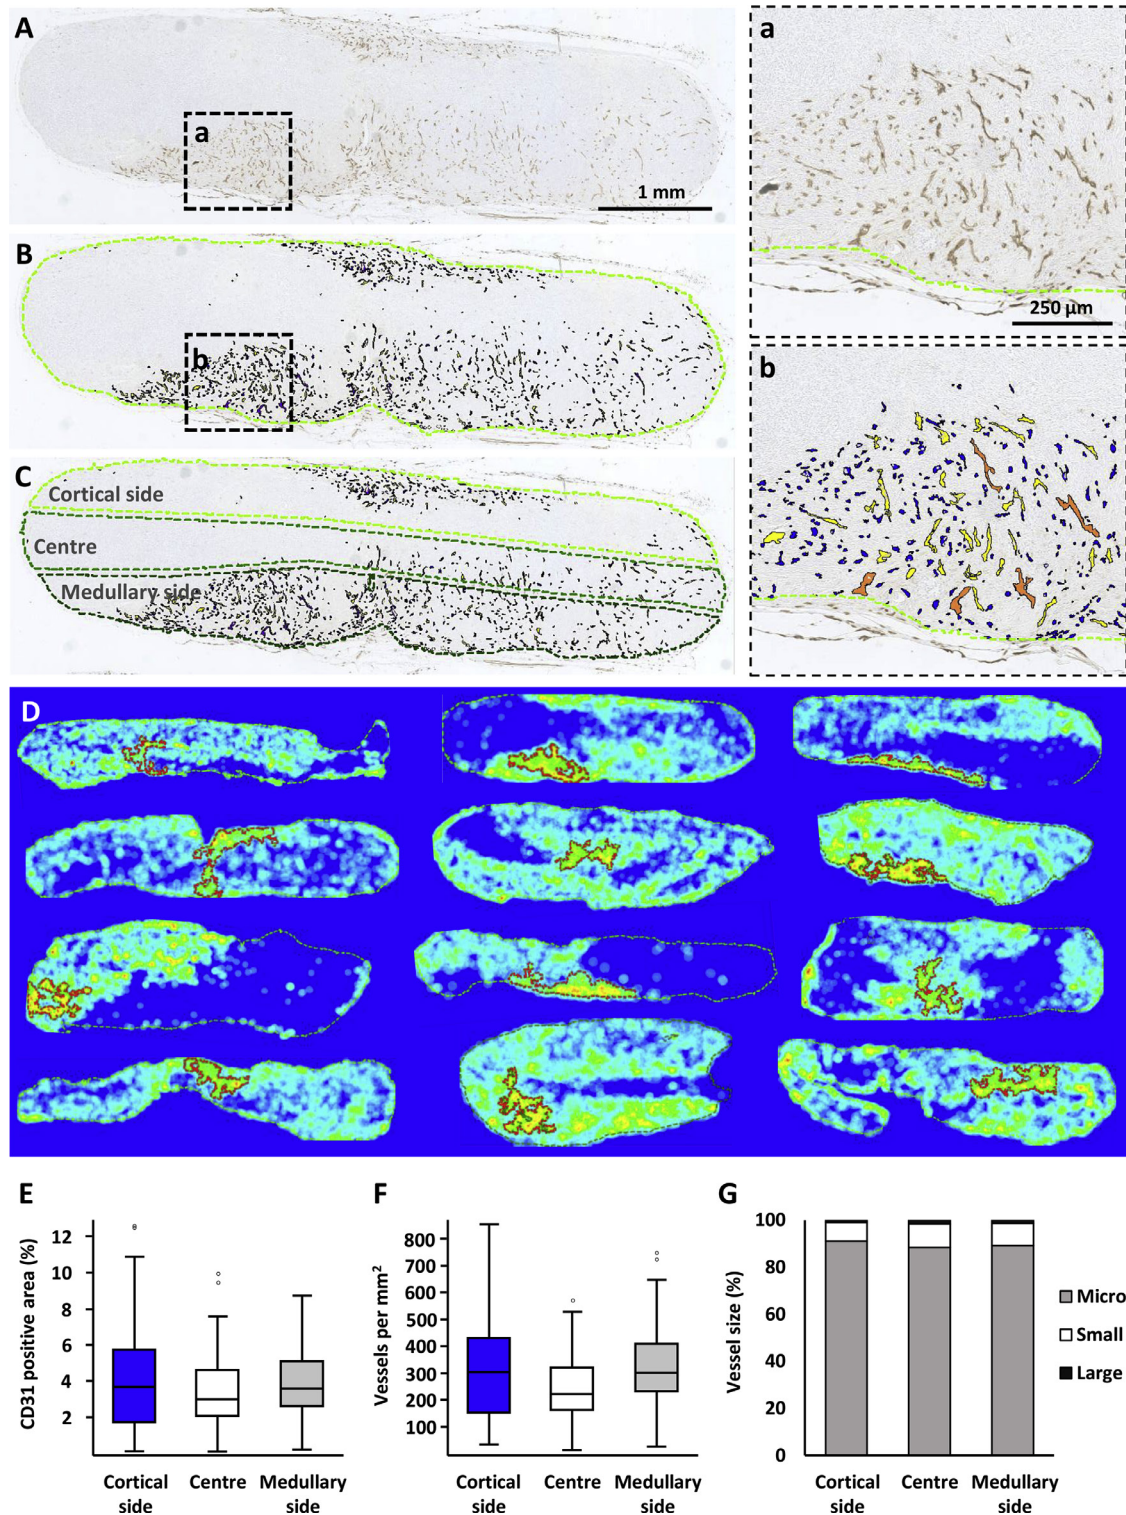 A
a
1 mm
a
250 µm
B
b
b
C
Cortical side
Centre
Medullary side
D
E
CD31 positive area (%)
12
10
8
6
4
2
Cortical side
Centre
Medullary side
F
Vessels per mm²
800
700
600
500
400
300
200
100
Cortical side
Centre
Medullary side
G
Vessel size (%)
100
80
60
40
20
0
Cortical side
Centre
Medullary side
Micro
Small
Large